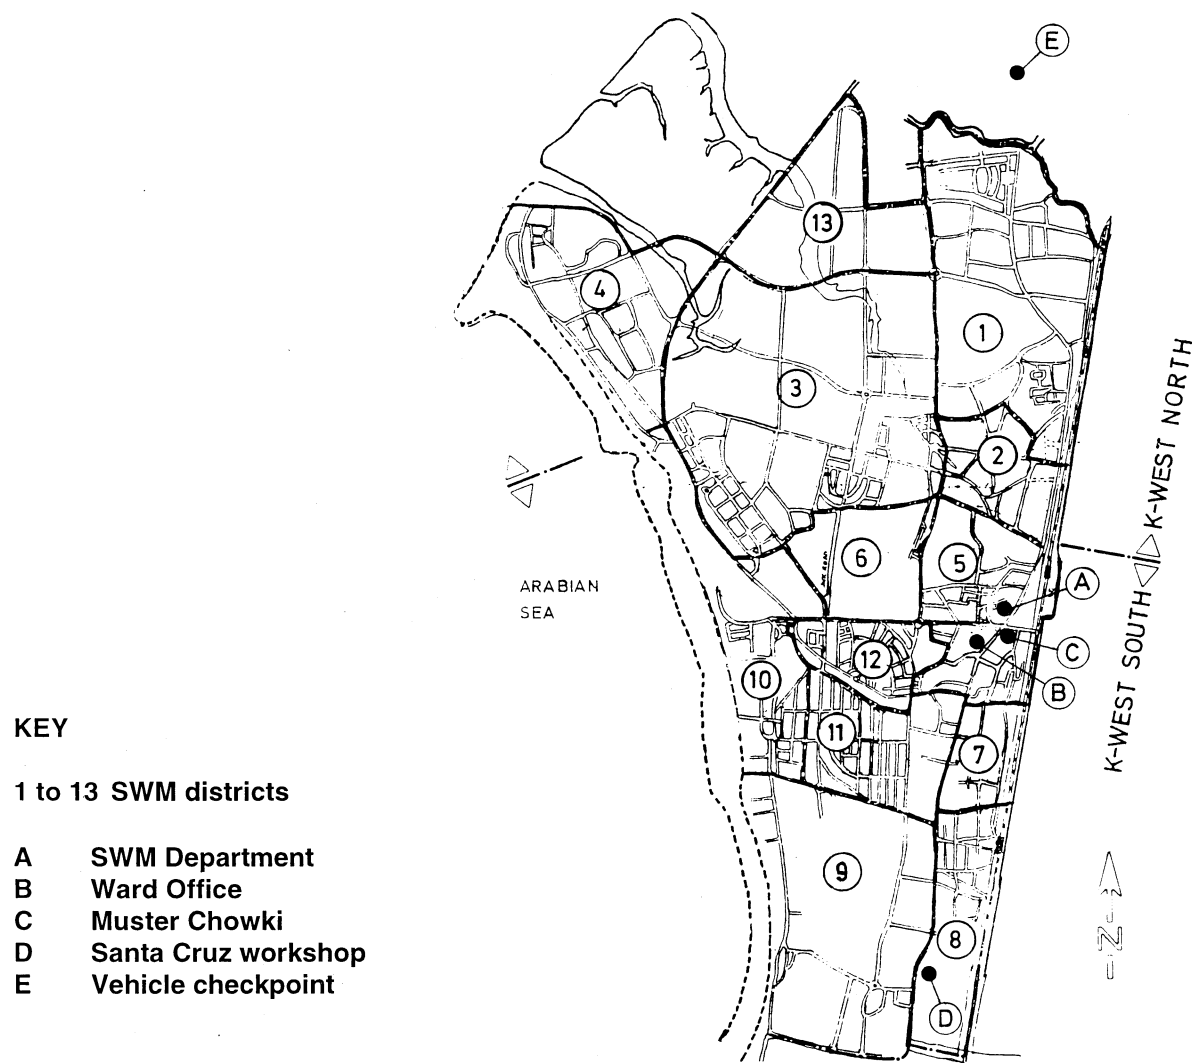 E
13
4
1
3
2
K-WEST NORTH
6
5
A
ARABIAN
SEA
K-WEST SOUTH
C
12
10
B
11
7
9
8
D
N
KEY
1 to 13 SWM districts
A SWM Department
B Ward Office
C Muster Chowki
D Santa Cruz workshop
E Vehicle checkpoint